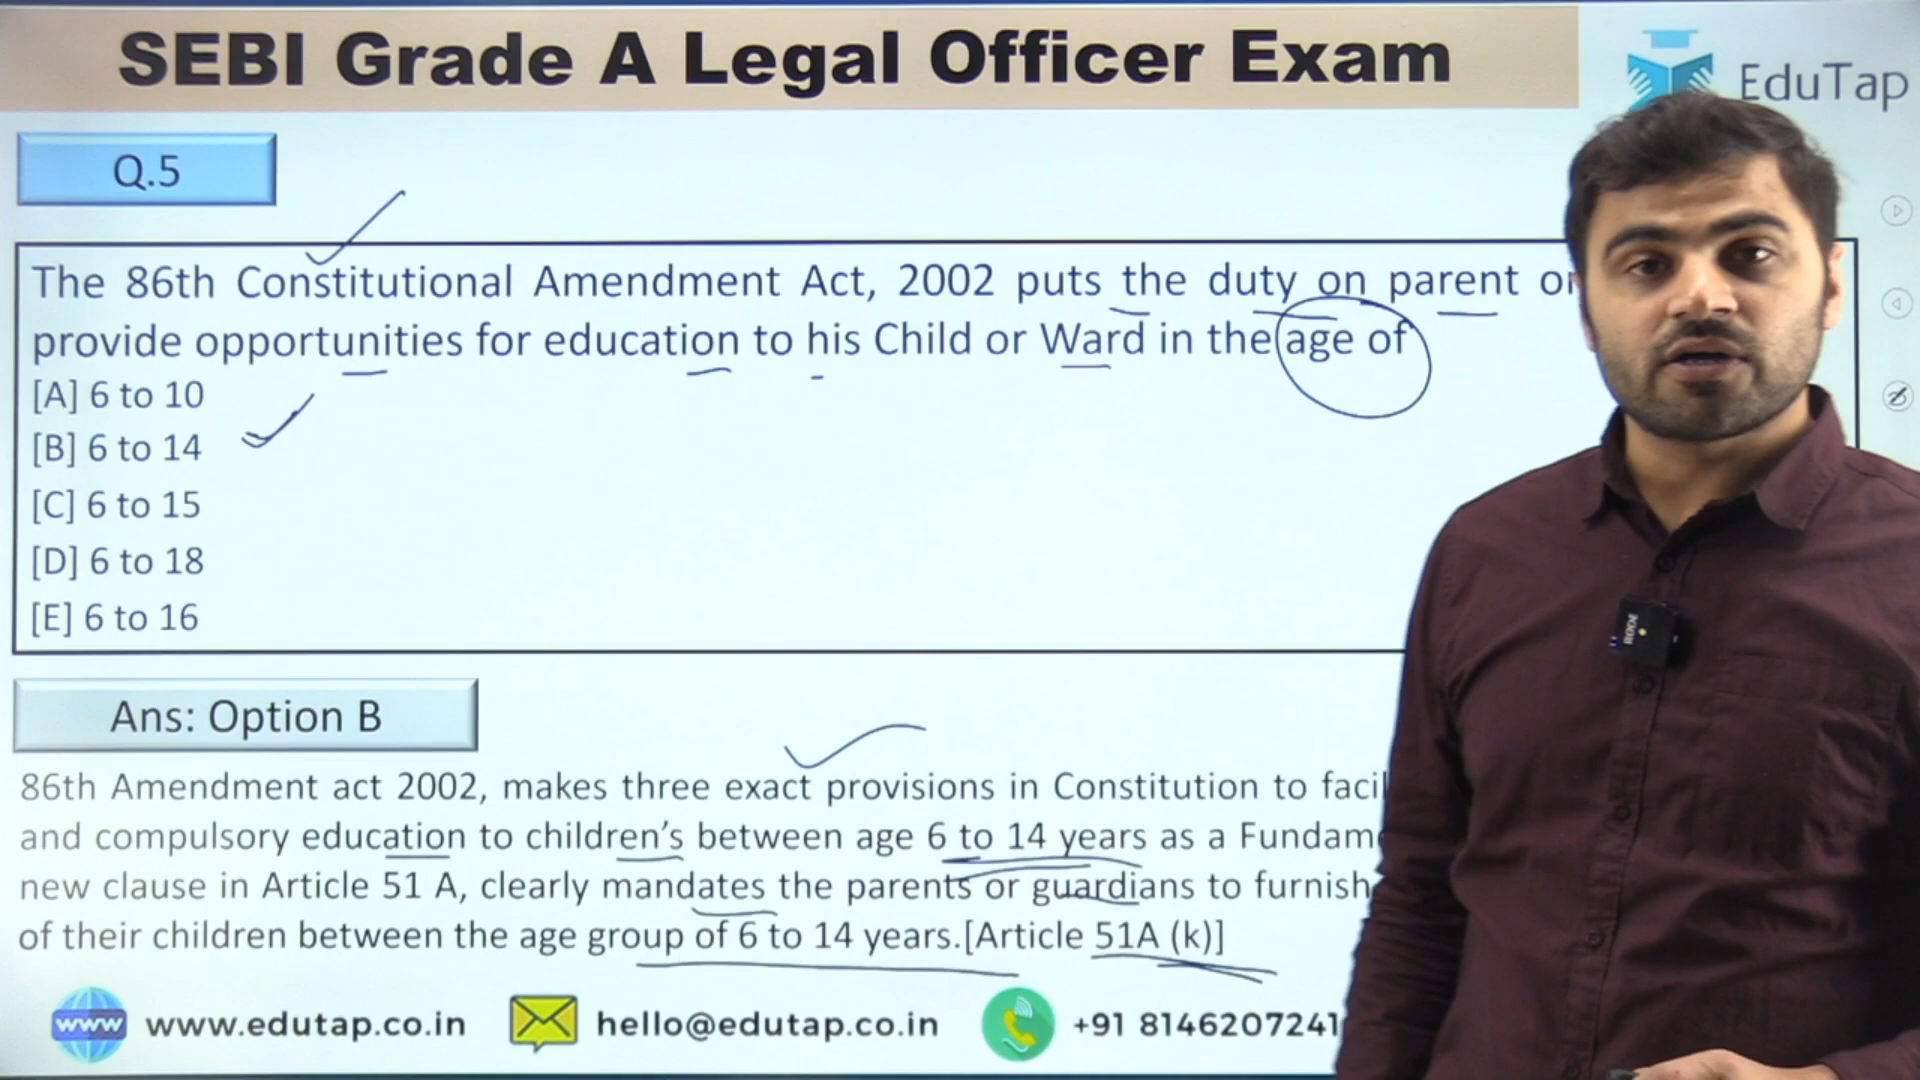 SEBI Grade A Legal Officer Exam
EduTap
Q.5
The 86th Constitutional Amendment Act, 2002 puts the duty on parent or
provide opportunities for education to his Child or Ward in the age of
[A] 6 to 10
[B] 6 to 14
[C] 6 to 15
[D] 6 to 18
[E] 6 to 16
Ans: Option B
86th Amendment act 2002, makes three exact provisions in Constitution to
and compulsory education to children's between age 6 to 14 years as a
new clause in Article 51 A, clearly mandates the parents or guardians to furnish
of their children between the age group of 6 to 14 years.[Article 51A (k)]
www www.edutap.co.in
hello@edutap.co.in
+91 8146207241
RODE